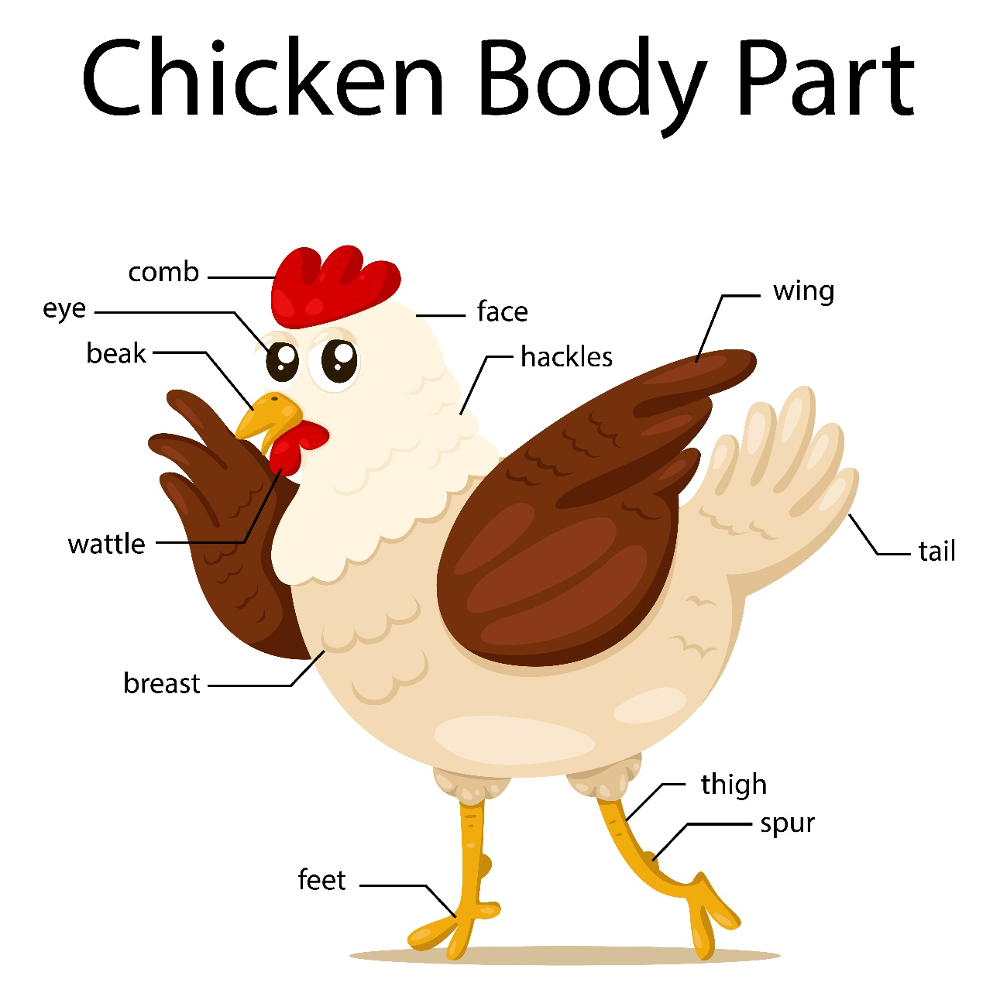 Chicken Body Part
comb
eye
beak
face
hackles
wing
wattle
tail
breast
thigh
spur
feet